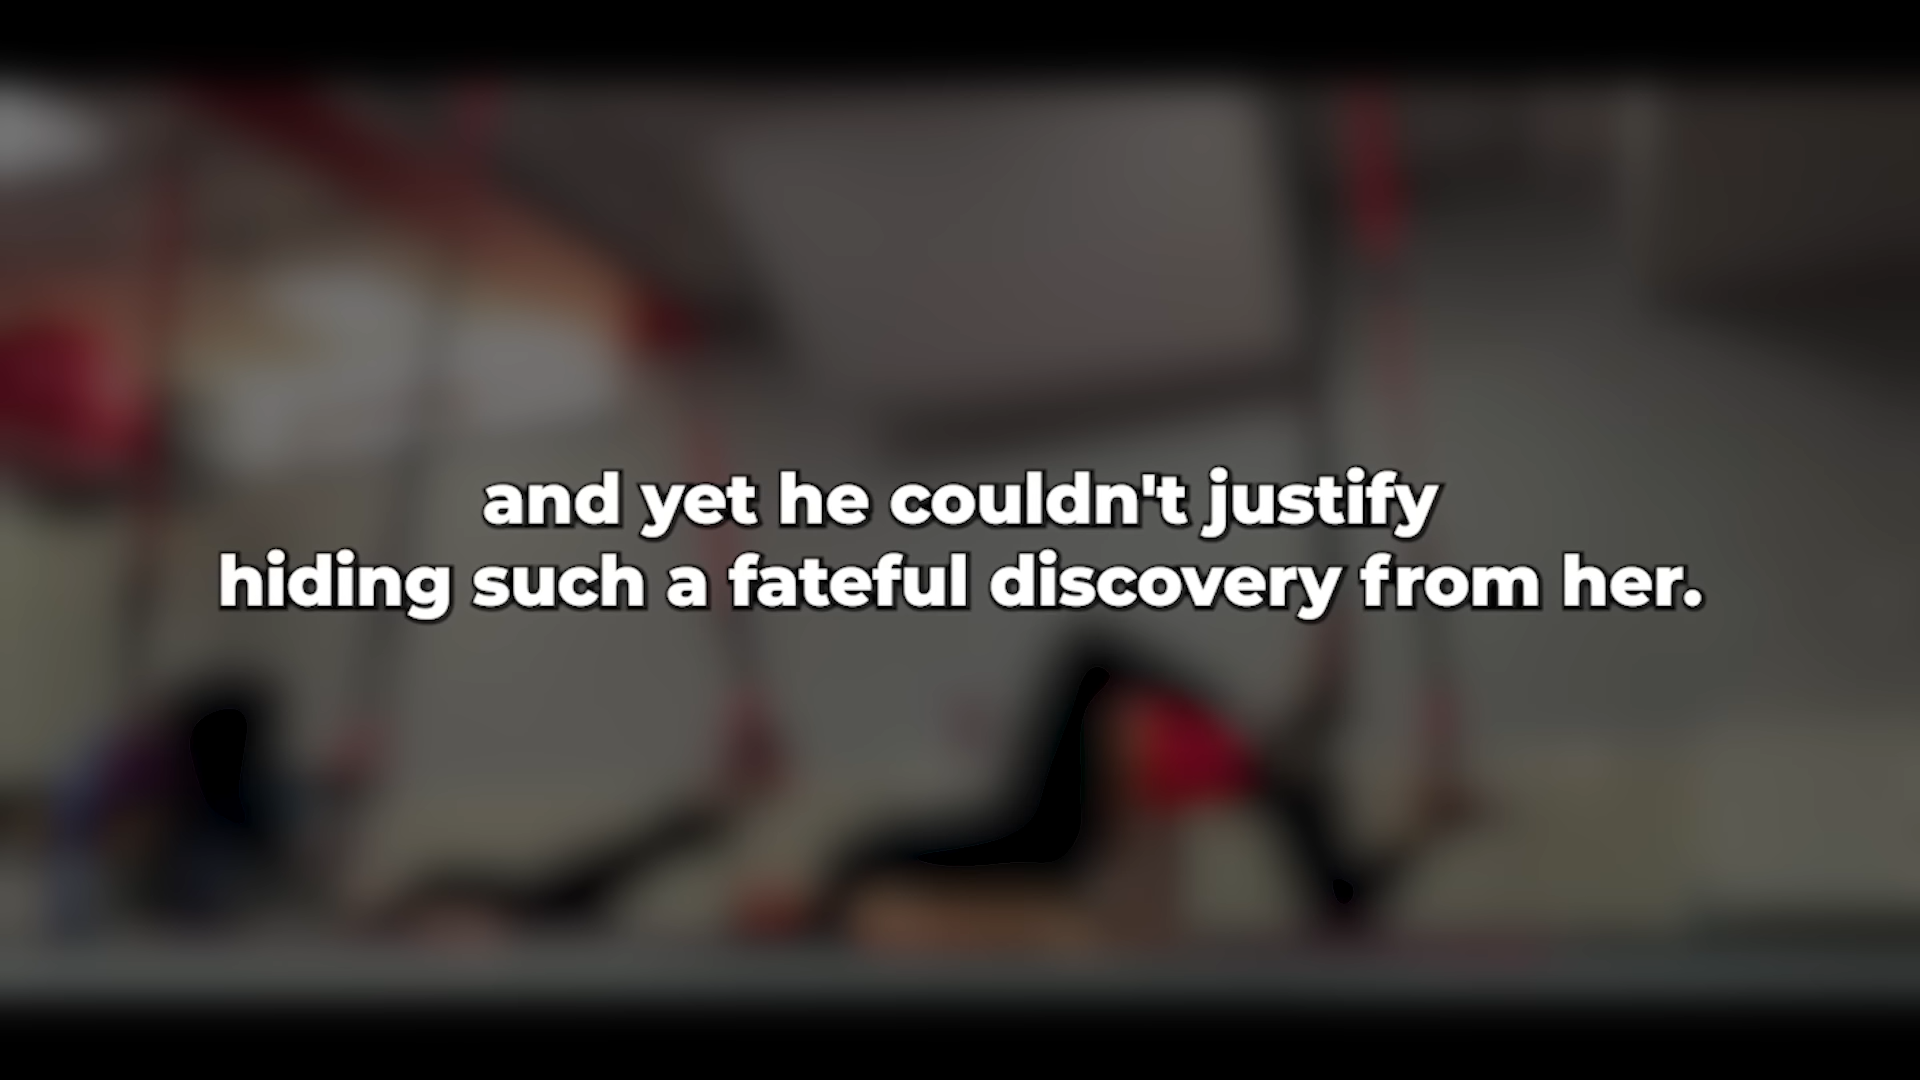 and yet he couldn't justify
hiding such a fateful discovery from her.